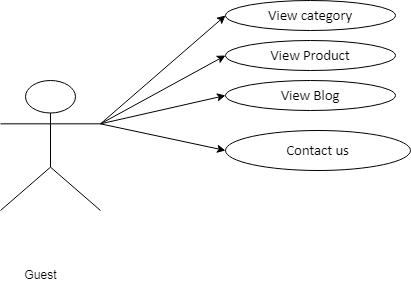 View category
View Product
View Blog
Contact us
Guest